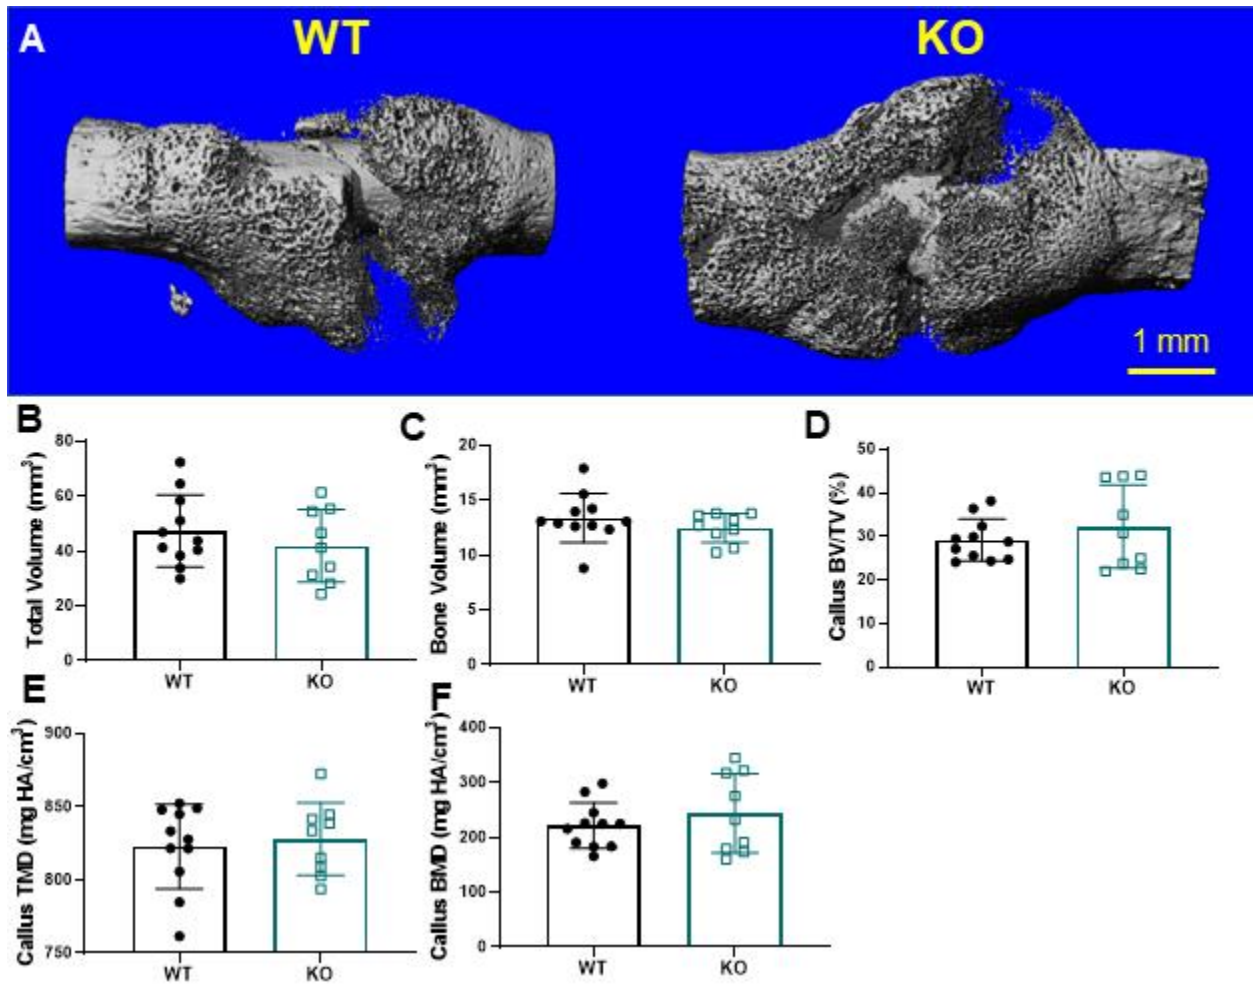 A
WT
KO
1 mm
B
Total Volume (mm³)
80
60
40
20
0
WT
KO
C
Bone Volume (mm³)
20
15
10
5
0
WT
KO
D
Callus BV/TV (%)
50
40
30
20
10
0
WT
KO
E
Callus TMD (mg HA/cm³)
900
850
800
750
WT
KO
F
Callus BMD (mg HA/cm³)
400
300
200
100
0
WT
KO